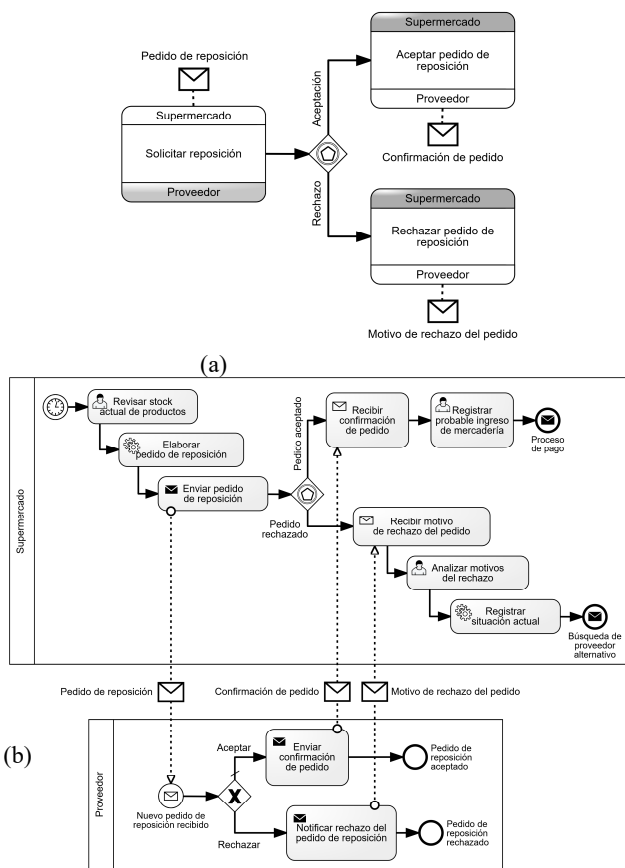 Supermercado
Pedido de reposición
Aceptar pedido de
reposición
Proveedor
Supermercado
Solicitar reposición
Proveedor
Aceptación
Confirmación de pedido
Rechazo
Supermercado
Rechazar pedido de
reposición
Proveedor
Motivo de rechazo del pedido
(a)
Supermercado
Revisar stock
actual de productos
Elaborar
pedido de reposición
Enviar pedido
de reposición
Pedico aceptado
Pedido
rechazado
Recibir
confirmación
de pedido
Registrar
probable ingreso
de mercadería
Proceso
de pago
Recibir motivo
de rechazo del pedido
Analizar motivos
del rechazo
Registrar
situación actual
Búsqueda de
proveedor
alternativo
Pedido de reposición
Confirmación de pedido
Motivo de rechazo del pedido
(b)
Proveedor
Nuevo pedido de
reposición recibido
Aceptar
X
Rechazar
Enviar
confirmación
de pedido
Pedido de
reposición
aceptado
Notificar rechazo del
pedido de reposición
Pedido de
reposición
rechazado